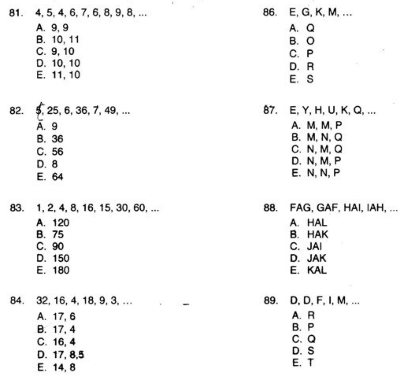 81. 4, 5, 4, 6, 7, 6, 8, 9, 8, ...
A. 9, 9
B. 10, 11
C. 9, 10
D. 10, 10
E. 11, 10
82. 5, 25, 6, 36, 7, 49, ...
A. 9
B. 36
C. 56
D. 8
E. 64
83. 1, 2, 4, 8, 16, 15, 30, 60, ...
A. 120
B. 75
C. 90
D. 150
E. 180
84. 32, 16, 4, 18, 9, 3, ...
A. 17, 6
B. 17, 4
C. 16, 4
D. 17, 8,5
E. 14, 8
86. E, G, K, M, ...
A. Q
B. O
C. P
D. R
E. S
87. E, Y, H, U, K, Q, ...
A. M, M, P
B. M, N, Q
C. N, M, Q
D. N, M, P
E. N, N, P
88. FAG, GAF, HAI, IAH, ...
A. HAL
B. HAK
C. JAI
D. JAK
E. KAL
89. D, D, F, I, M, ...
A. R
B. P
C. Q
D. S
E. T